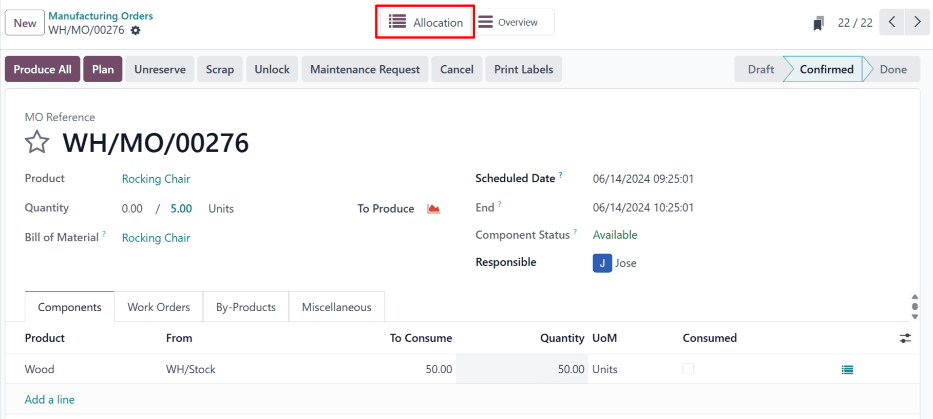 New
Manufacturing Orders
WH/MO/00276
Allocation
Overview
22 / 22
Produce All Plan Unreserve Scrap Unlock Maintenance Request Cancel Print Labels Draft Confirmed Done
MO Reference
WH/MO/00276
Product Rocking Chair Scheduled Date ? 06/14/2024 09:25:01
Quantity 0.00 / 5.00 Units To Produce End ? 06/14/2024 10:25:01
Bill of Material ? Rocking Chair Component Status ? Available
Responsible J Jose
Components Work Orders By-Products Miscellaneous
Product From To Consume Quantity UoM Consumed
Wood WH/Stock 50.00 50.00 Units
Add a line